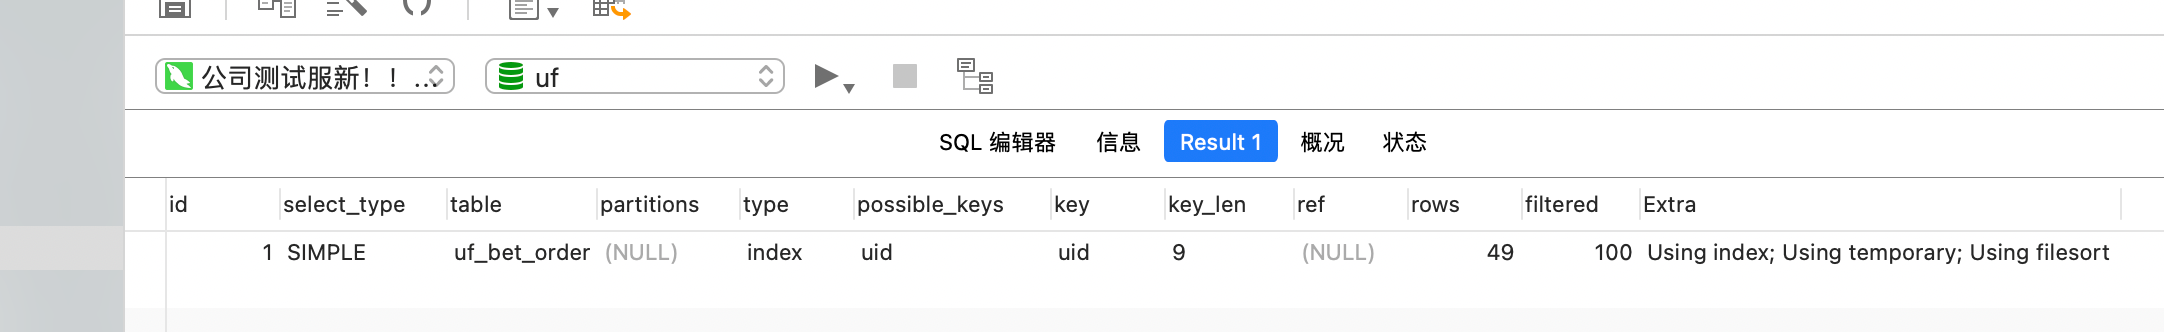 公司测试服新！！...
uf
SQL 编辑器 信息 Result 1 概况 状态
id select_type table partitions type possible_keys key key_len ref rows filtered Extra
1 SIMPLE uf_bet_order (NULL) index uid uid 9 (NULL) 49 100 Using index; Using temporary; Using filesort